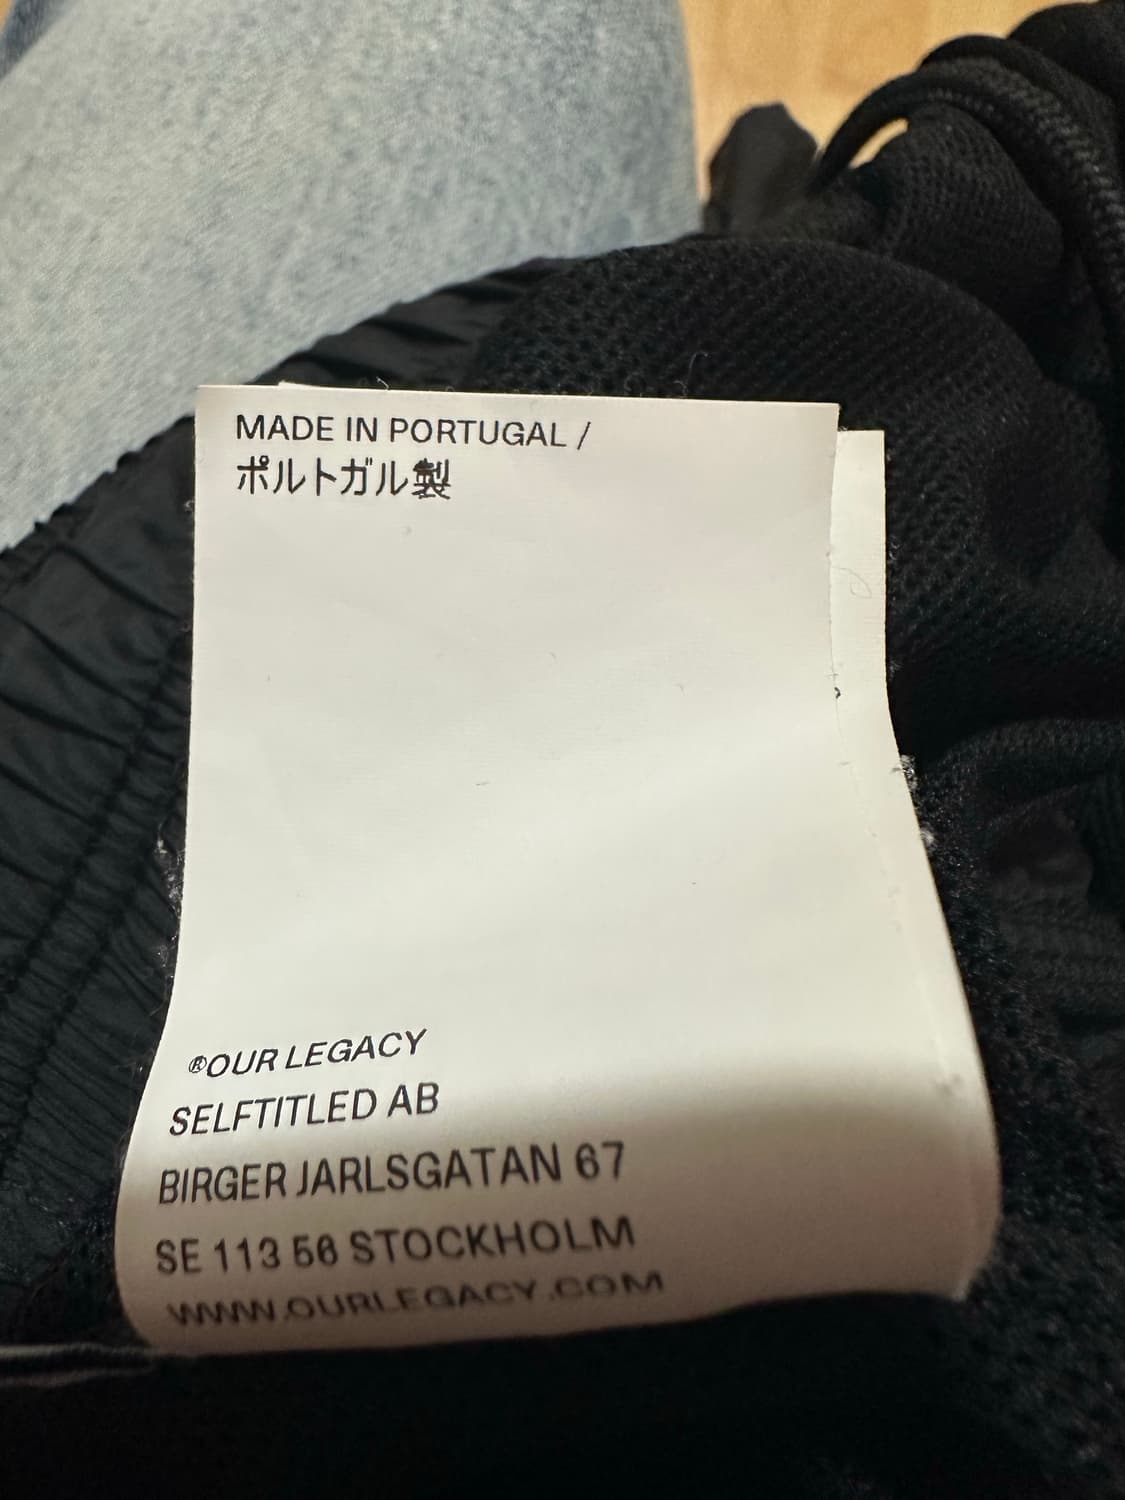 MADE IN PORTUGAL /
ポルトガル製
®OUR LEGACY
SELFTITLED AB
BIRGER JARLSGATAN 67
SE 113 56 STOCKHOLM
WWW.OURLEGACY.COM